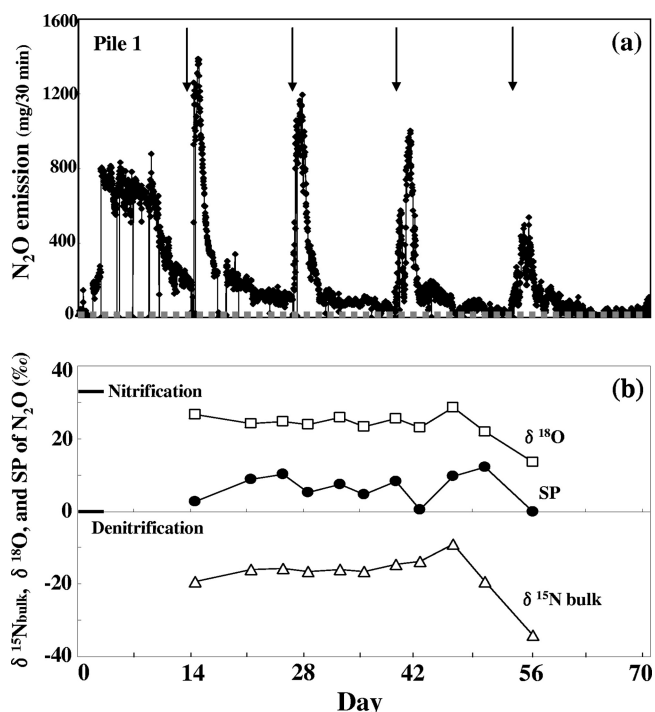 1600
Pile 1
(a)
1200
800
400
0
N₂O emission (mg/30 min)
40
Nitrification
(b)
20
δ ¹⁸O
SP
0
Denitrification
-20
δ ¹⁵N bulk
-40
δ ¹⁵Nbulk, δ ¹⁸O, and SP of N₂O (‰)
0 14 28 42 56 70
Day